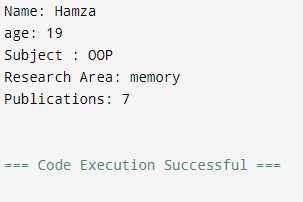 Name: Hamza
age: 19
Subject : OOP
Research Area: memory
Publications: 7
=== Code Execution Successful ===